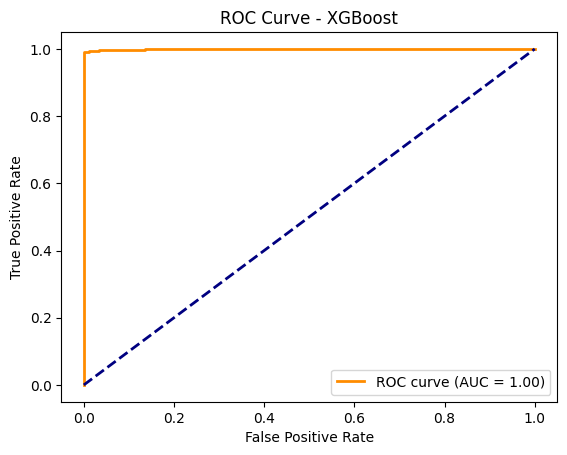 ROC Curve - XGBoost
True Positive Rate
1.0
0.8
0.6
0.4
0.2
0.0
ROC curve (AUC = 1.00)
0.0 0.2 0.4 0.6 0.8 1.0
False Positive Rate